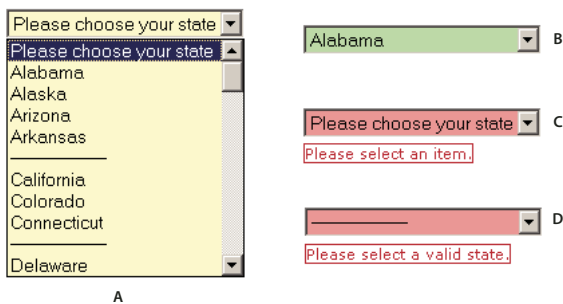 Please choose your state
Please choose your state
Alabama
Alaska
Arizona
Arkansas
California
Colorado
Connecticut
Delaware
A
Alabama
B
Please choose your state
C
Please select an item.
D
Please select a valid state.